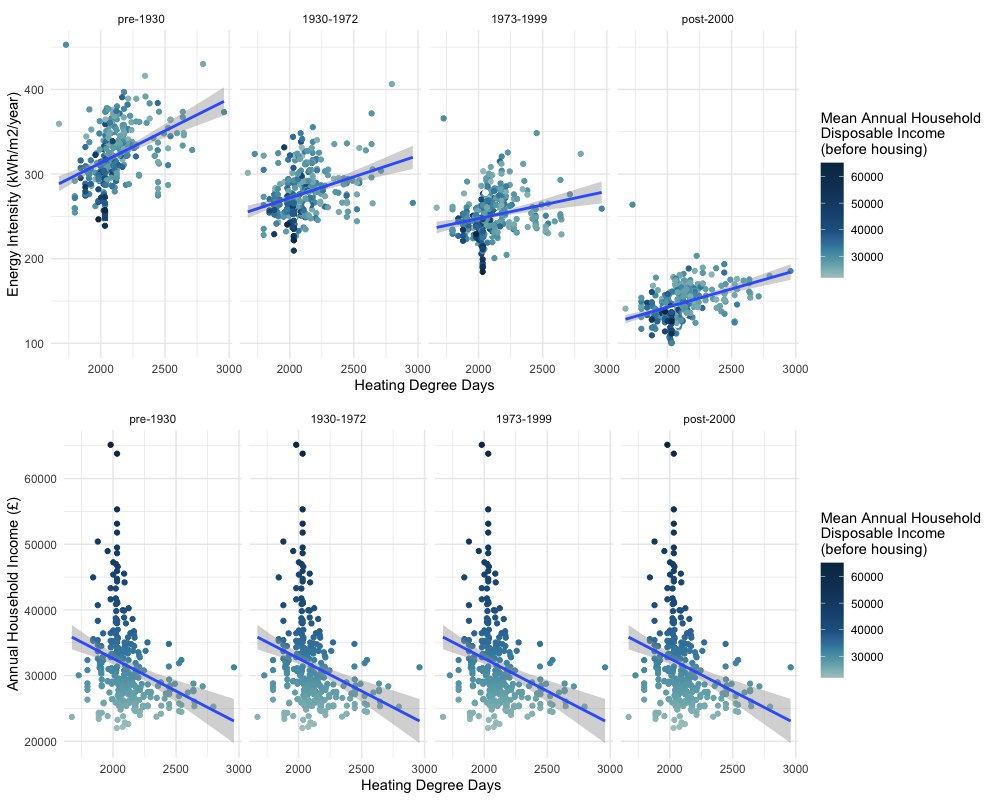 pre-1930 1930-1972 1973-1999 post-2000
400
300
200
100
Energy Intensity (kWh/m2/year)
2000 2500 3000 2000 2500 3000 2000 2500 3000 2000 2500 3000
Heating Degree Days
Mean Annual Household
Disposable Income
(before housing)
60000
50000
40000
30000
pre-1930 1930-1972 1973-1999 post-2000
60000
50000
40000
30000
20000
Annual Household Income (£)
2000 2500 3000 2000 2500 3000 2000 2500 3000 2000 2500 3000
Heating Degree Days
Mean Annual Household
Disposable Income
(before housing)
60000
50000
40000
30000